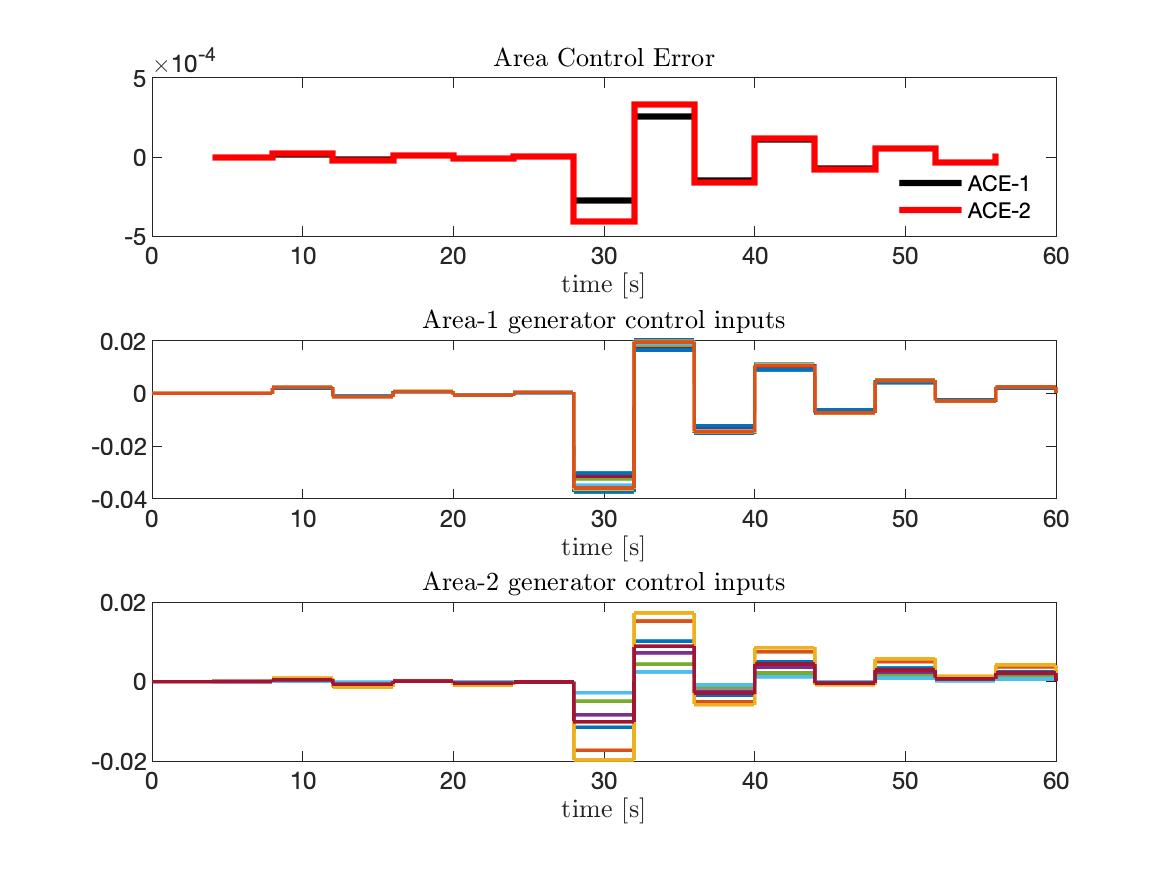 ×10-4
Area Control Error
5
0
-5
0 10 20 30 40 50 60
time [s]
ACE-1
ACE-2
Area-1 generator control inputs
0.02
0
-0.02
-0.04
0 10 20 30 40 50 60
time [s]
Area-2 generator control inputs
0.02
0
-0.02
0 10 20 30 40 50 60
time [s]